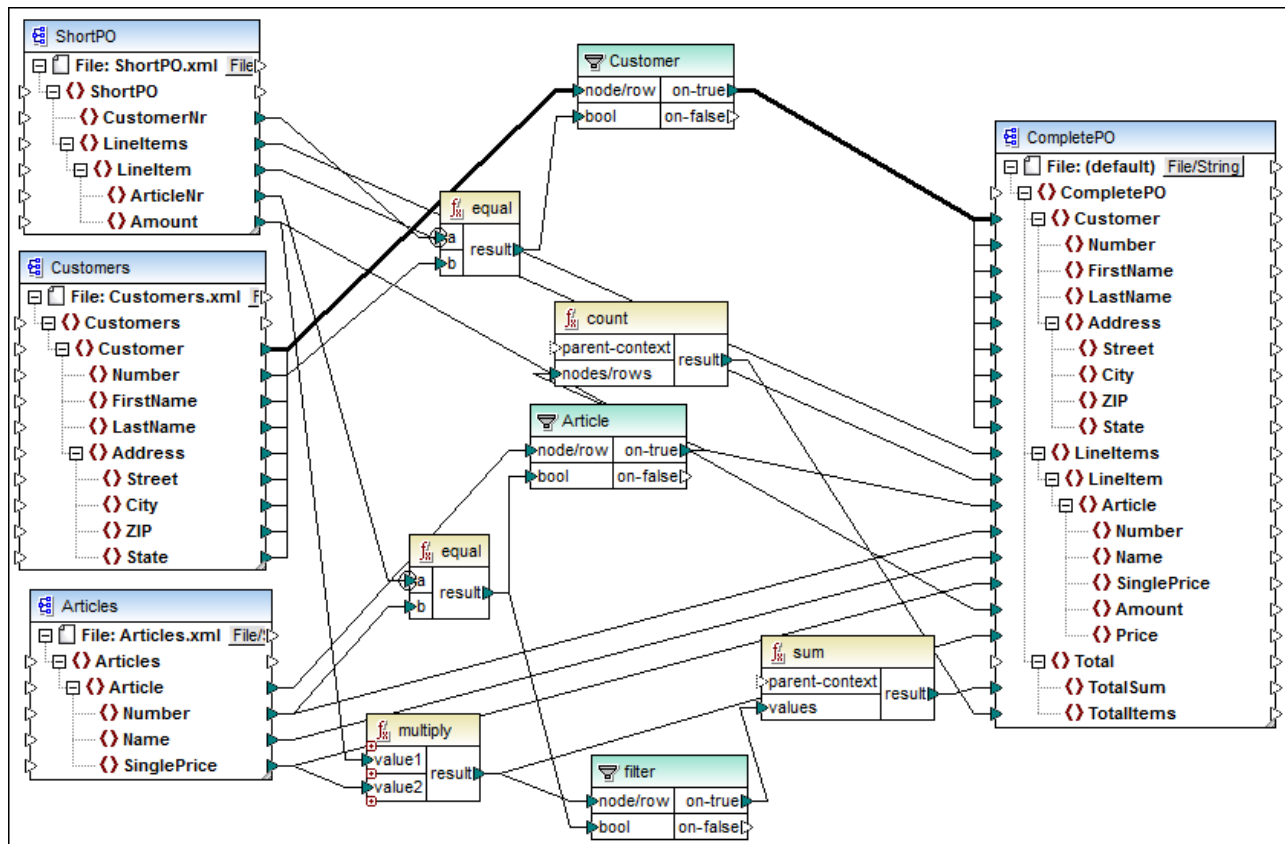 ShortPO
File: ShortPO.xml File
ShortPO
CustomerNr
LineItems
LineItem
ArticleNr
Amount
Customers
File: Customers.xml F
Customers
Customer
Number
FirstName
LastName
Address
Street
City
ZIP
State
Articles
File: Articles.xml File/
Articles
Article
Number
Name
SinglePrice
Customer
node/row on-true
bool on-false
equal
a
result
b
count
parent-context
result
nodes/rows
Article
node/row on-true
bool on-false
equal
a
result
b
multiply
value1
result
value2
filter
node/row on-true
bool on-false
sum
parent-context
result
values
CompletePO
File: (default) File/String
CompletePO
Customer
Number
FirstName
LastName
Address
Street
City
ZIP
State
LineItems
LineItem
Article
Number
Name
SinglePrice
Amount
Price
Total
TotalSum
TotalItems